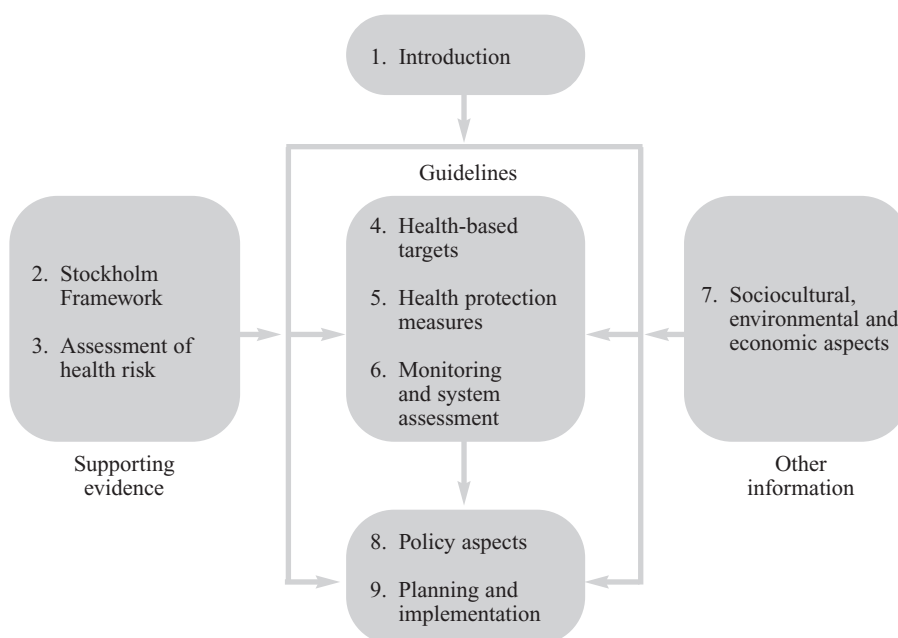 1. Introduction
Guidelines
4. Health-based
targets
5. Health protection
measures
6. Monitoring
and system
assessment
2. Stockholm
Framework
3. Assessment of
health risk
Supporting
evidence
7. Sociocultural,
environmental and
economic aspects
Other
information
8. Policy aspects
9. Planning and
implementation